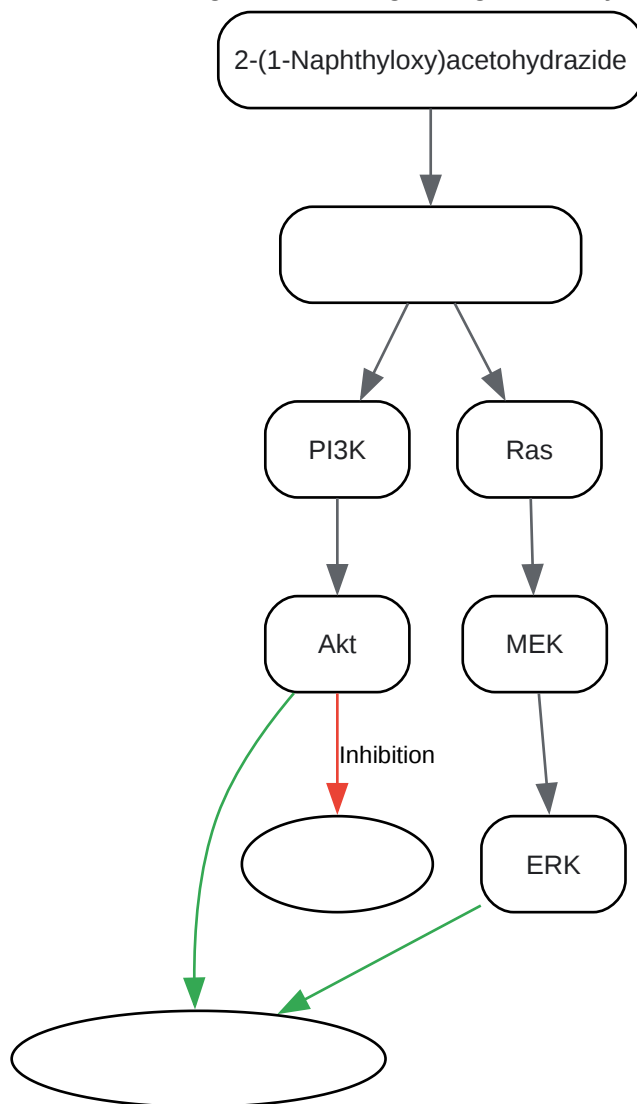 2-(1-Naphthyloxy)acetohydrazide
PI3K
Ras
Akt
MEK
Inhibition
ERK